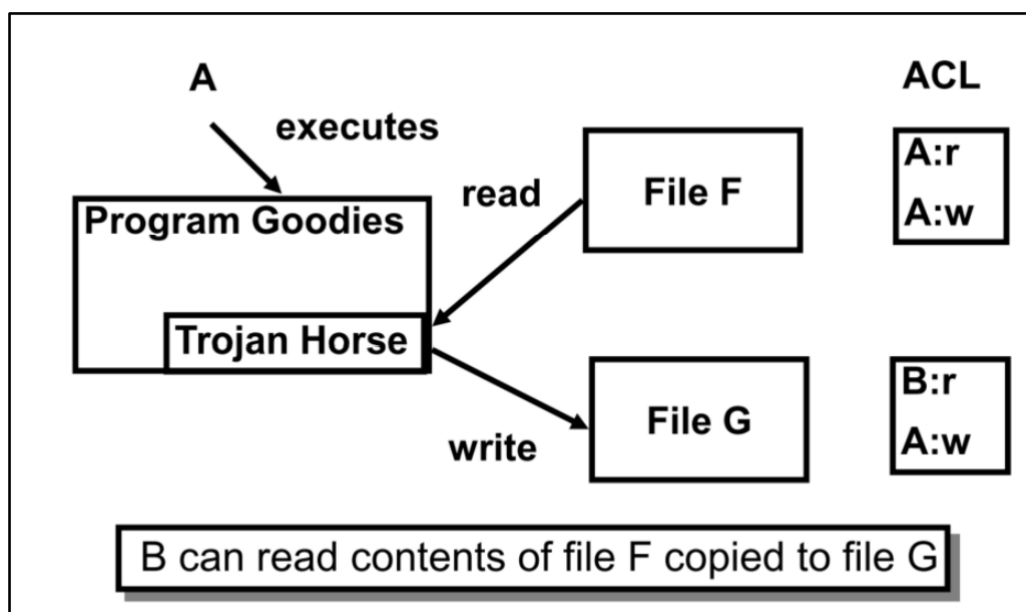 A
executes
ACL
Program Goodies
Trojan Horse
read
File F
A:r
A:w
write
File G
B:r
A:w
B can read contents of file F copied to file G